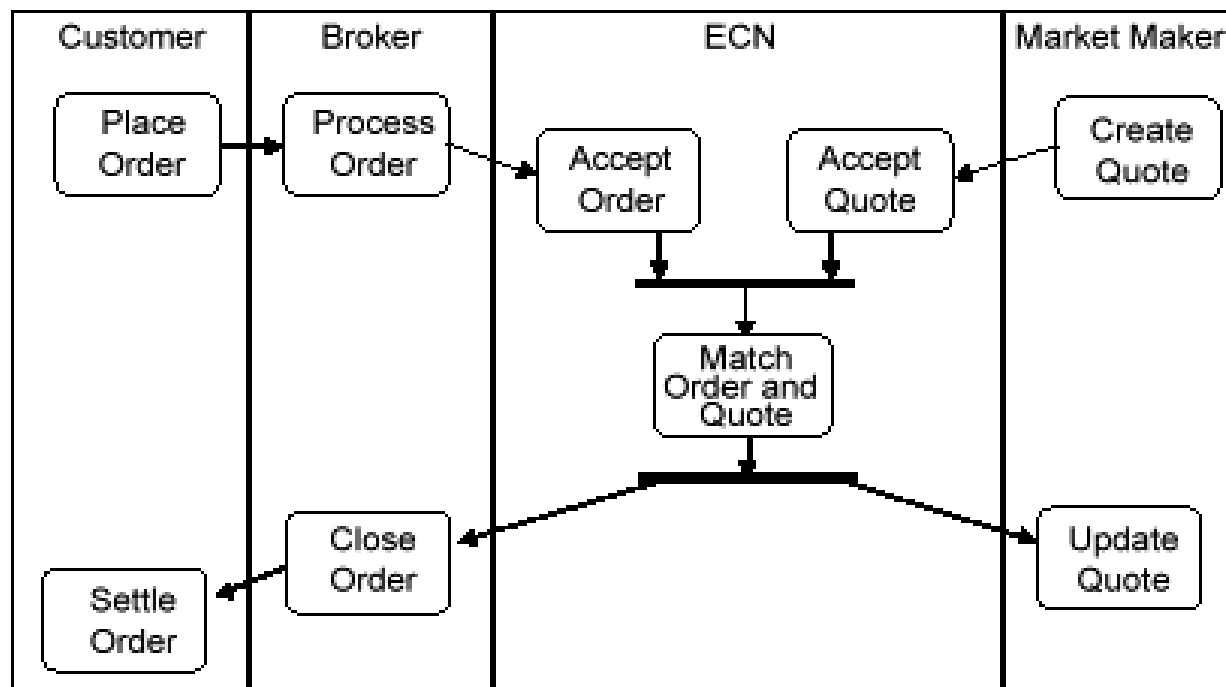 Customer
Broker
ECN
Market Maker
Place
Order
Process
Order
Accept
Order
Accept
Quote
Create
Quote
Match
Order and
Quote
Close
Order
Update
Quote
Settle
Order